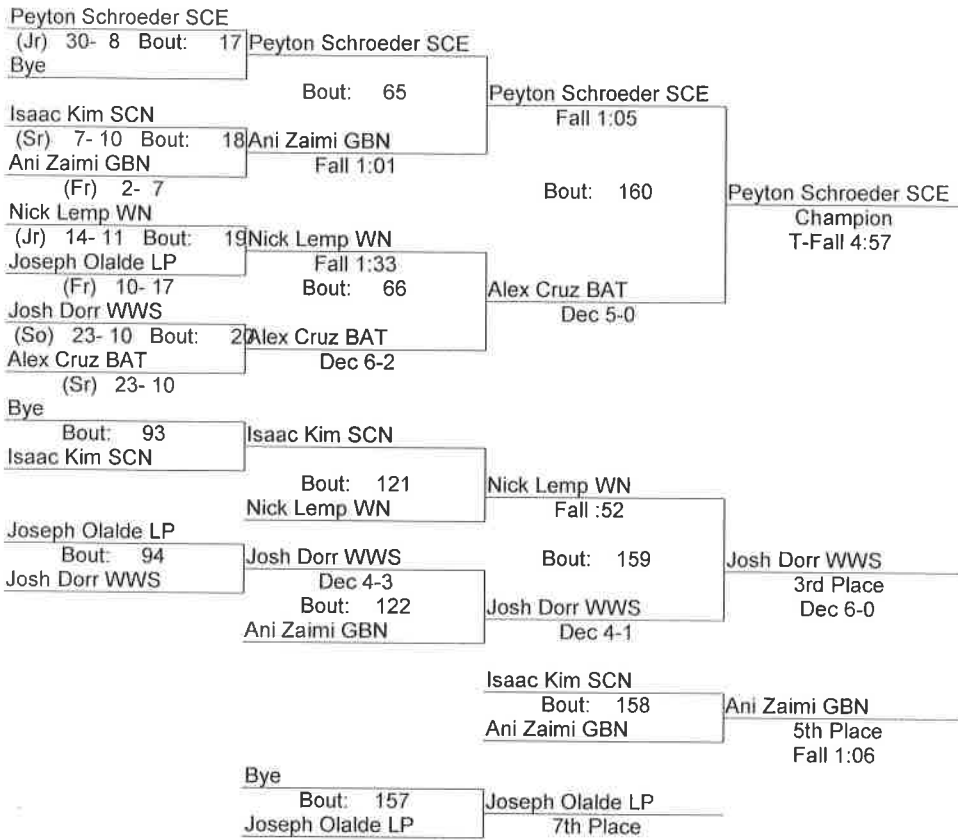 Peyton Schroeder SCE
(Jr) 30- 8 Bout: 17
Bye
Peyton Schroeder SCE
Bout: 65
Isaac Kim SCN
(Sr) 7- 10 Bout: 18
Ani Zaimi GBN
(Fr) 2- 7
Ani Zaimi GBN
Fall 1:01
Peyton Schroeder SCE
Fall 1:05
Bout: 160
Nick Lemp WN
(Jr) 14- 11 Bout: 19
Joseph Olalde LP
(Fr) 10- 17
Nick Lemp WN
Fall 1:33
Bout: 66
Josh Dorr WWS
(So) 23- 10 Bout: 20
Alex Cruz BAT
(Sr) 23- 10
Alex Cruz BAT
Dec 6-2
Alex Cruz BAT
Dec 5-0
Peyton Schroeder SCE
Champion
T-Fall 4:57
Bye
Bout: 93
Isaac Kim SCN
Isaac Kim SCN
Bout: 121
Nick Lemp WN
Nick Lemp WN
Fall :52
Bout: 159
Joseph Olalde LP
Bout: 94
Josh Dorr WWS
Josh Dorr WWS
Dec 4-3
Bout: 122
Ani Zaimi GBN
Josh Dorr WWS
Dec 4-1
Josh Dorr WWS
3rd Place
Dec 6-0
Isaac Kim SCN
Bout: 158
Ani Zaimi GBN
Ani Zaimi GBN
5th Place
Fall 1:06
Bye
Bout: 157
Joseph Olalde LP
Joseph Olalde LP
7th Place